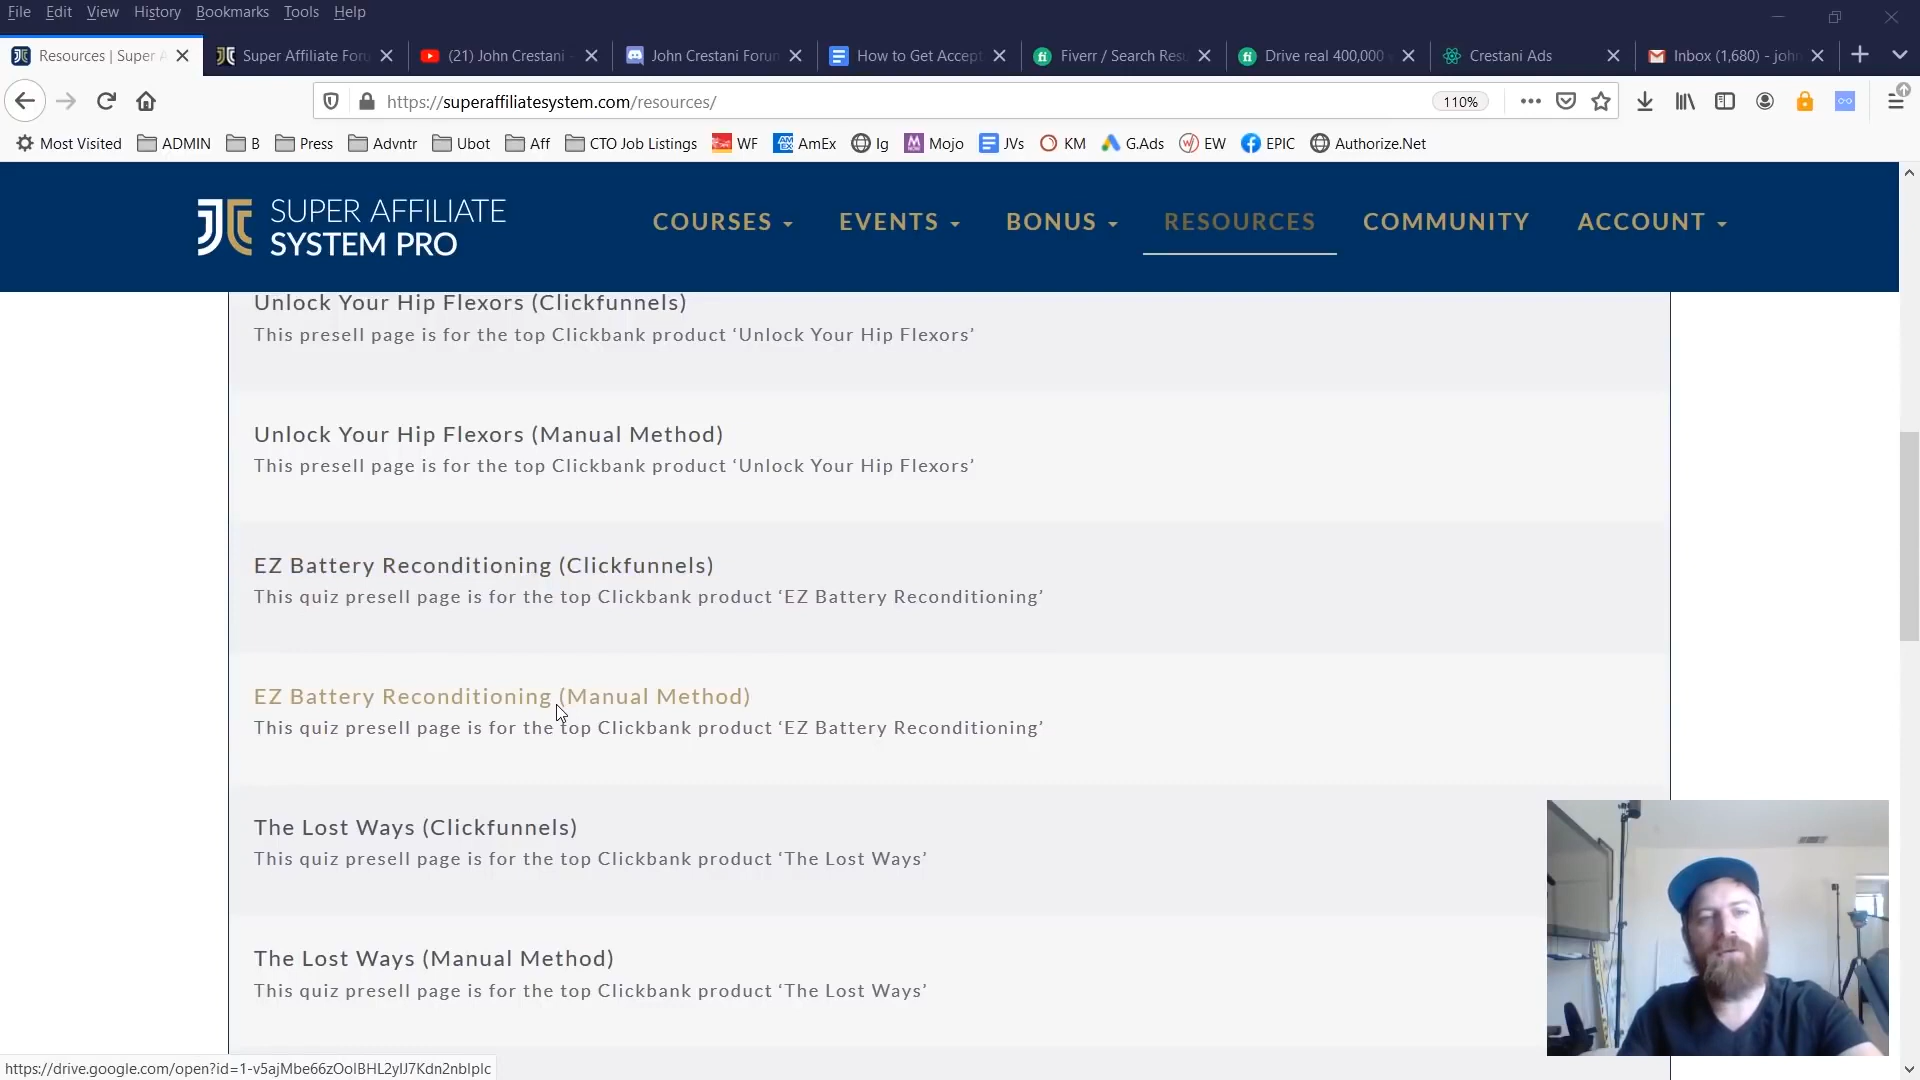 File Edit View History Bookmarks Tools Help
Resources | Super A
Super Affiliate Foru
(21) John Crestani -
John Crestani Forum
How to Get Accept
Fiverr / Search Resu
Drive real 400,000
Crestani Ads
Inbox (1,680) - john
https://superaffiliatesystem.com/resources/
110%
Most Visited ADMIN B Press Advntr Ubot Aff CTO Job Listings WF AmEx Ig Mojo JVs KM G.Ads EW EPIC Authorize.Net
SUPER AFFILIATE
SYSTEM PRO
COURSES EVENTS BONUS RESOURCES COMMUNITY ACCOUNT
Unlock Your Hip Flexors (Clickfunnels)
This presell page is for the top Clickbank product ‘Unlock Your Hip Flexors’
Unlock Your Hip Flexors (Manual Method)
This presell page is for the top Clickbank product ‘Unlock Your Hip Flexors’
EZ Battery Reconditioning (Clickfunnels)
This quiz presell page is for the top Clickbank product ‘EZ Battery Reconditioning’
EZ Battery Reconditioning (Manual Method)
This quiz presell page is for the top Clickbank product ‘EZ Battery Reconditioning’
The Lost Ways (Clickfunnels)
This quiz presell page is for the top Clickbank product ‘The Lost Ways’
The Lost Ways (Manual Method)
This quiz presell page is for the top Clickbank product ‘The Lost Ways’